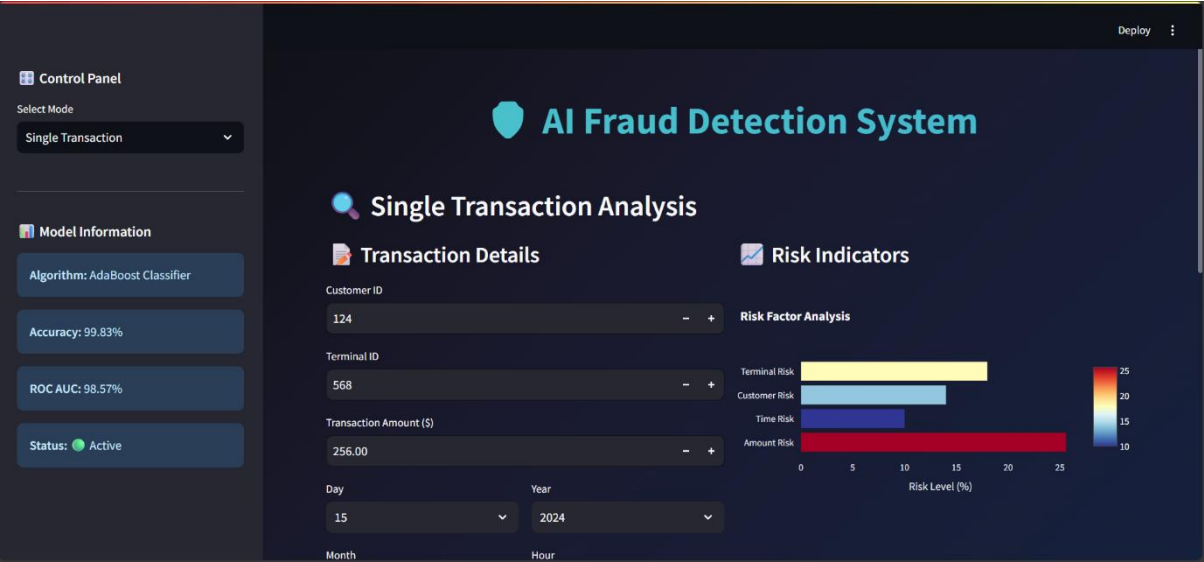 Deploy
Control Panel
Select Mode
Single Transaction
Model Information
Algorithm: AdaBoost Classifier
Accuracy: 99.83%
ROC AUC: 98.57%
Status: Active
AI Fraud Detection System
Single Transaction Analysis
Transaction Details
Customer ID
124
Terminal ID
568
Transaction Amount ($)
256.00
Day
Year
15
2024
Month
Hour
Risk Indicators
Risk Factor Analysis
Terminal Risk
Customer Risk
Time Risk
Amount Risk
0 5 10 15 20 25
Risk Level (%)
25
20
15
10